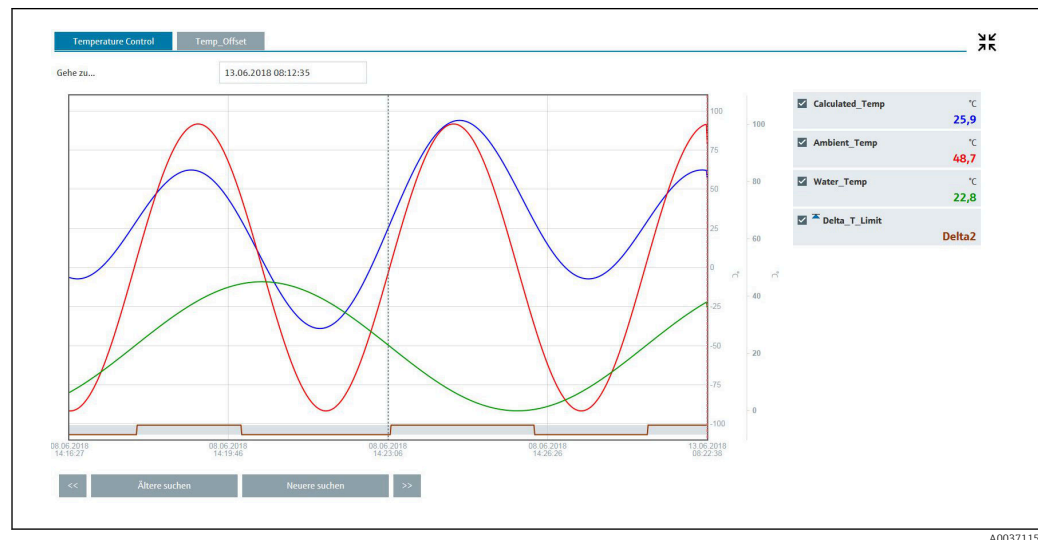 Temperature Control Temp_Offset
Gehe zu... 13.06.2018 08:12:35
Calculated_Temp °C
25,9
Ambient_Temp °C
48,7
Water_Temp °C
22,8
Delta_T_Limit
Delta2
100
75
50
25
0
-25
-50
-75
-100
100
80
60
40
20
0
°C °C
08.06.2018 08.06.2018 08.06.2018 08.06.2018 13.06.2018
14:16:27 14:19:46 14:23:06 14:26:26 08:22:38
<< Ältere suchen Neuere suchen >>
A0037115